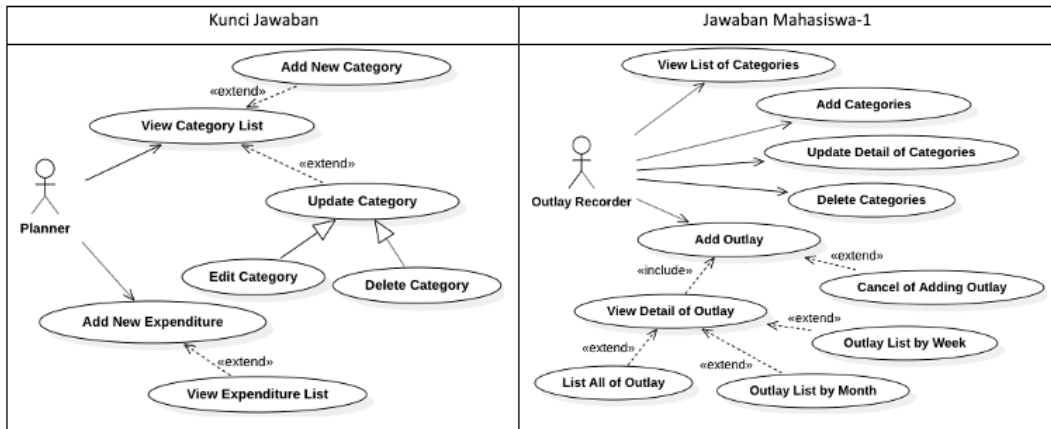 Kunci Jawaban
Add New Category
«extend»
View Category List
«extend»
Update Category
Planner
Edit Category
Delete Category
Add New Expenditure
«extend»
View Expenditure List
Jawaban Mahasiswa-1
View List of Categories
Add Categories
Update Detail of Categories
Delete Categories
Outlay Recorder
Add Outlay
«include»
«extend»
Cancel of Adding Outlay
View Detail of Outlay
«extend»
Outlay List by Week
«extend»
«extend»
List All of Outlay
Outlay List by Month